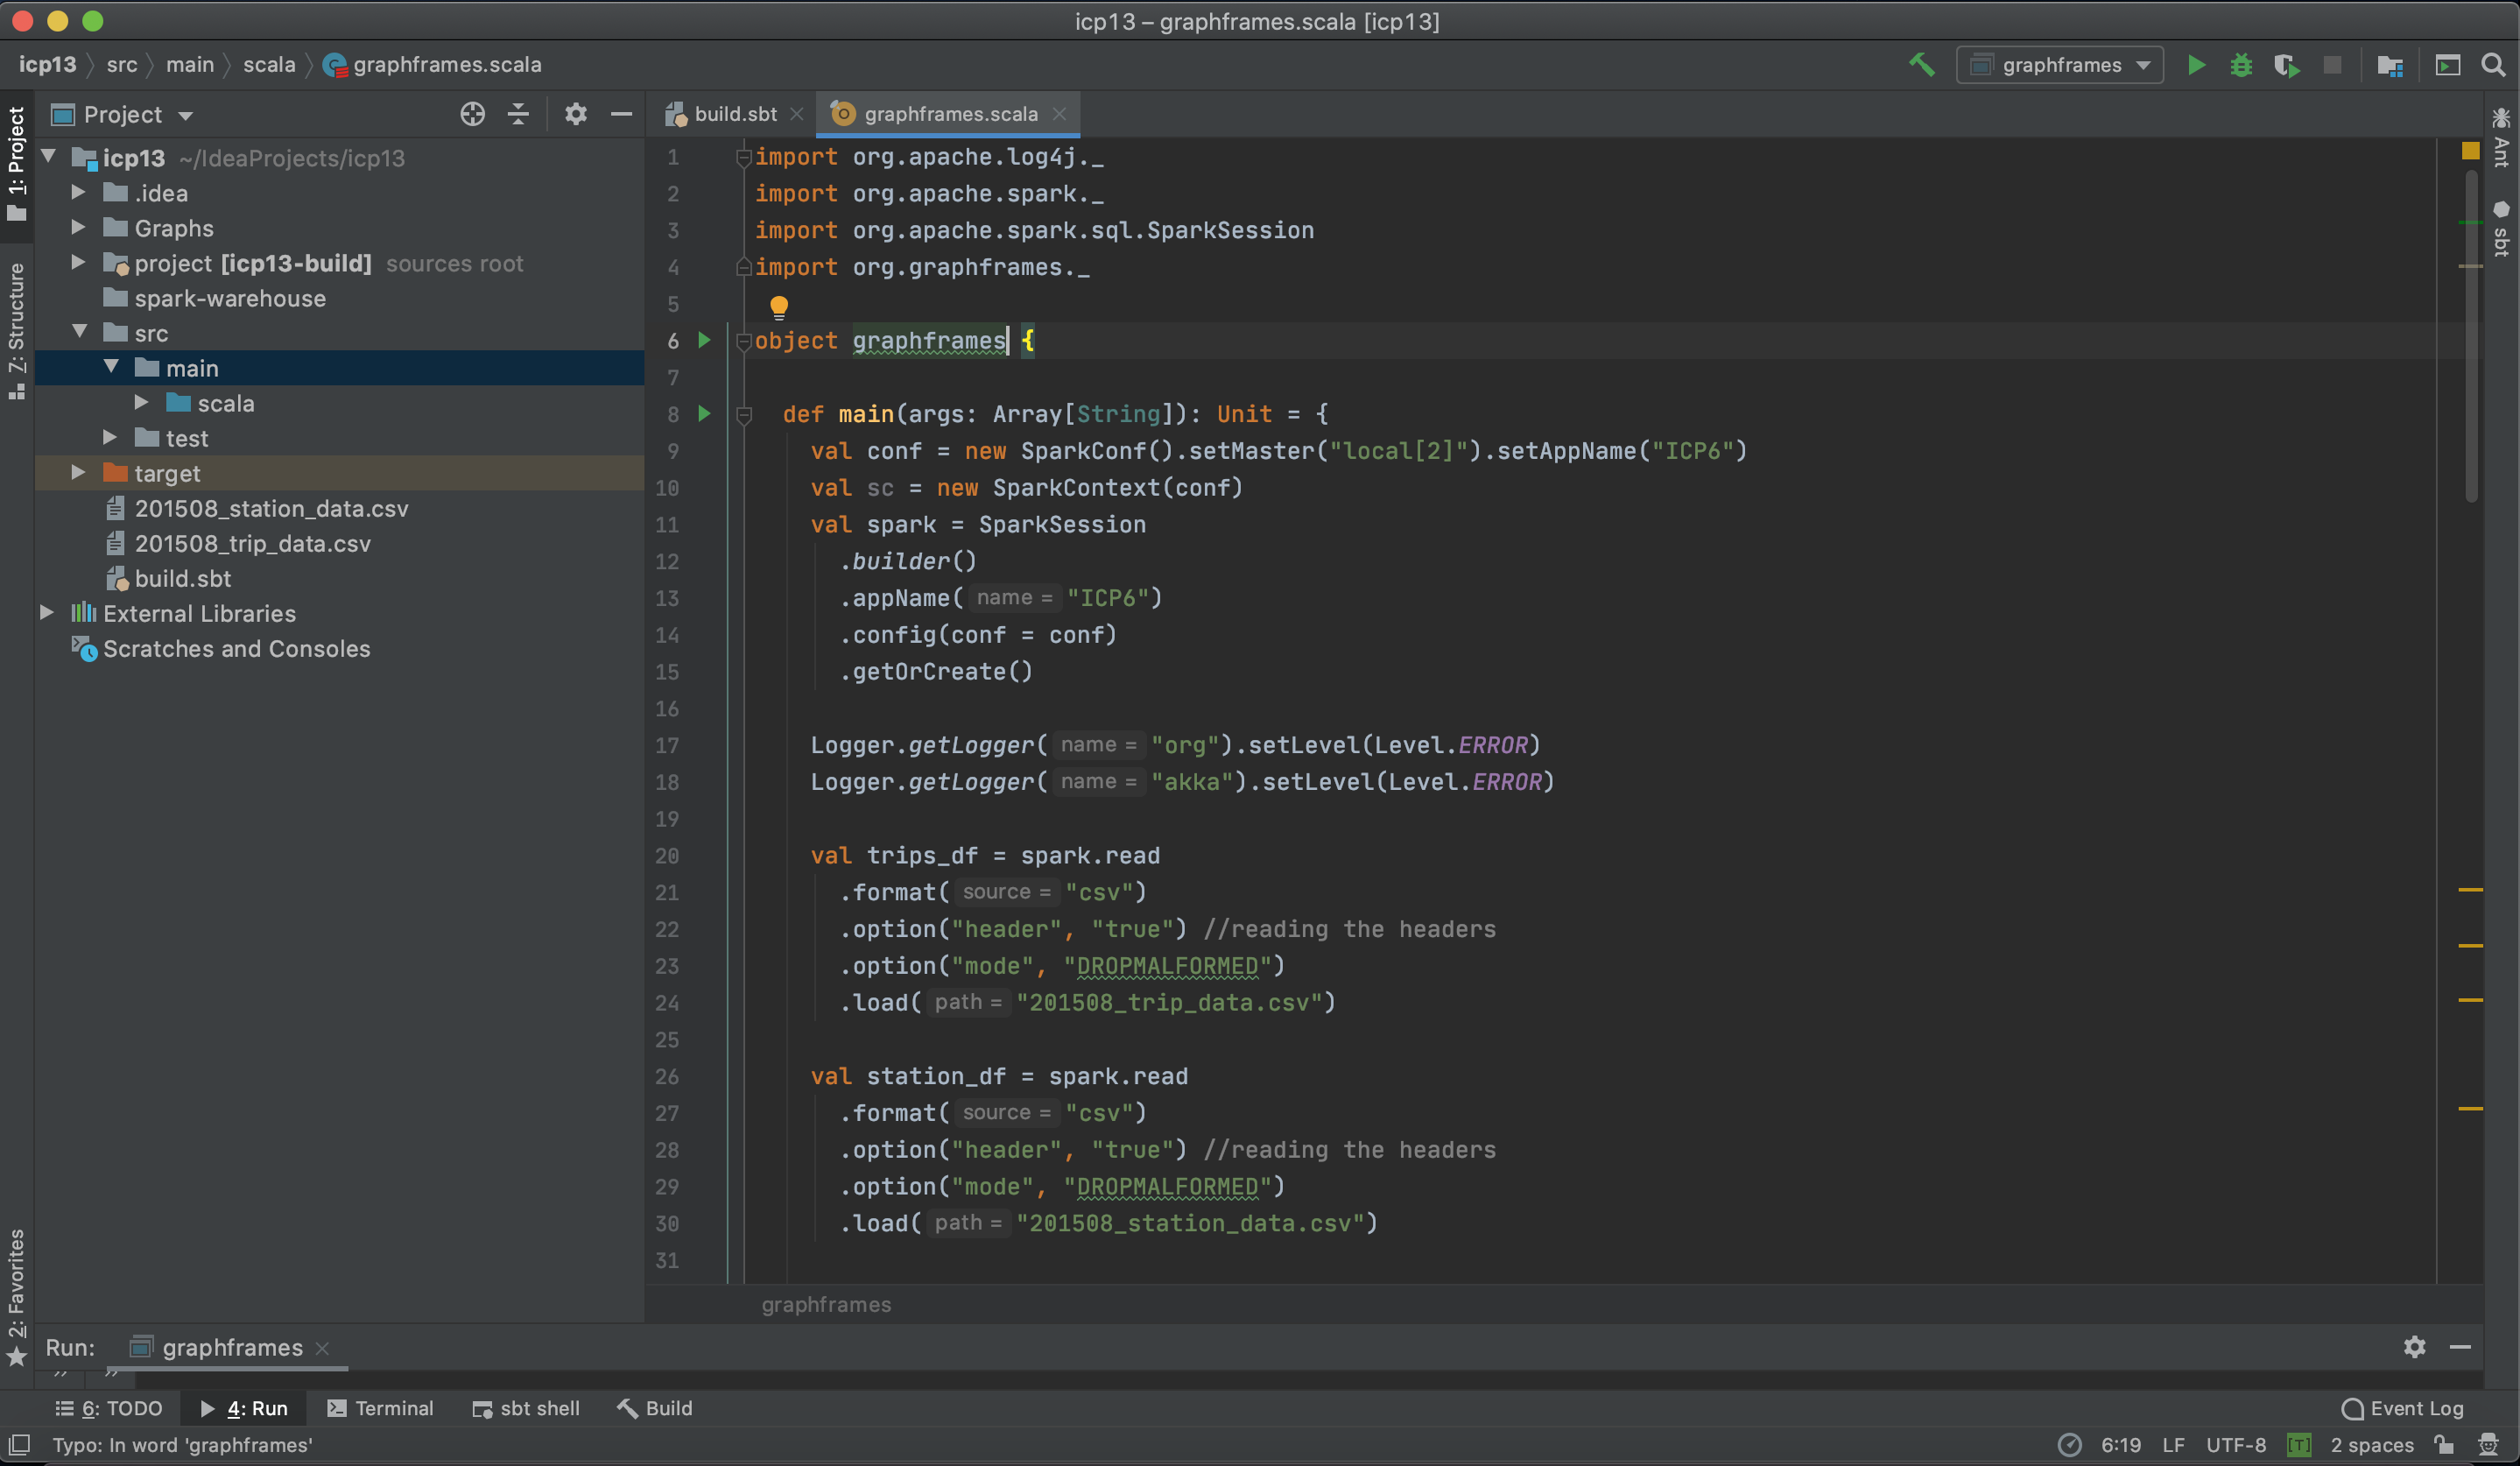 icp13 – graphframes.scala [icp13]
icp13 src main scala graphframes.scala
graphframes
1: Project
7: Structure
2: Favorites
Project
icp13 ~/IdeaProjects/icp13
.idea
Graphs
project [icp13-build] sources root
spark-warehouse
src
main
scala
test
target
201508_station_data.csv
201508_trip_data.csv
build.sbt
External Libraries
Scratches and Consoles
build.sbt graphframes.scala
1 import org.apache.log4j._
2 import org.apache.spark._
3 import org.apache.spark.sql.SparkSession
4 import org.graphframes._
5
6 object graphframes {
7
8 def main(args: Array[String]): Unit = {
9 val conf = new SparkConf().setMaster("local[2]").setAppName("ICP6")
10 val sc = new SparkContext(conf)
11 val spark = SparkSession
12 .builder()
13 .appName( name = "ICP6")
14 .config(conf = conf)
15 .getOrCreate()
16
17 Logger.getLogger( name = "org").setLevel(Level.ERROR)
18 Logger.getLogger( name = "akka").setLevel(Level.ERROR)
19
20 val trips_df = spark.read
21 .format( source = "csv")
22 .option("header", "true") //reading the headers
23 .option("mode", "DROPMALFORMED")
24 .load( path = "201508_trip_data.csv")
25
26 val station_df = spark.read
27 .format( source = "csv")
28 .option("header", "true") //reading the headers
29 .option("mode", "DROPMALFORMED")
30 .load( path = "201508_station_data.csv")
31
graphframes
Ant
sbt
Run: graphframes
6: TODO 4: Run Terminal sbt shell Build Event Log
Typo: In word 'graphframes' 6:19 LF UTF-8 [T] 2 spaces